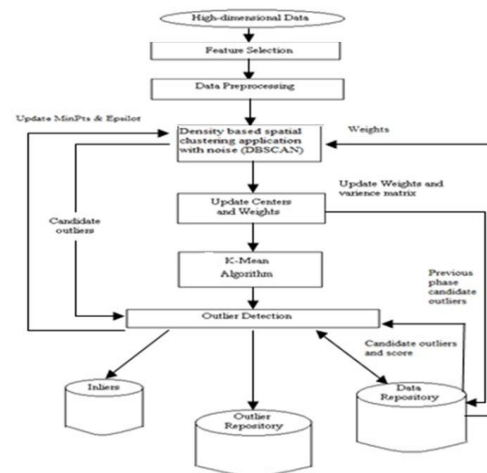 High-dimensional Data
Feature Selection
Data Preprocessing
Update MinPts & Epsilot
Density based spatial
clustering application
with noise (DBSCAN)
Weights
Update Centers
and Weights
Update Weights and
varience matrix
Candidate
outliers
K-Mean
Algorithm
Previous
phase
candidate
outliers
Outlier Detection
Candidate outliers
and score
Inliers
Outlier
Repository
Data
Repository